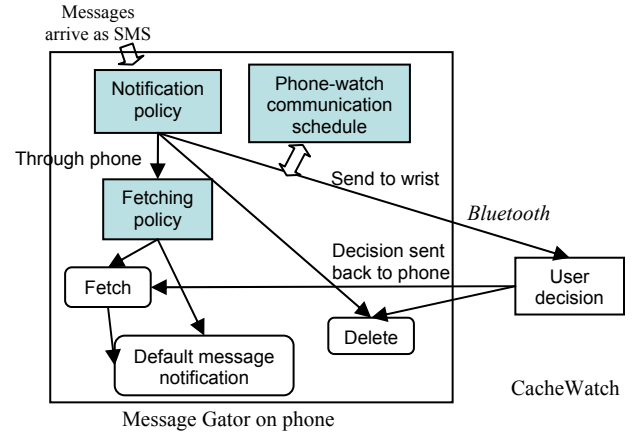 Messages
arrive as SMS
Notification
policy
Phone-watch
communication
schedule
Through phone
Send to wrist
Fetching
policy
Bluetooth
Decision sent
back to phone
User
decision
Fetch
Delete
Default message
notification
CacheWatch
Message Gator on phone